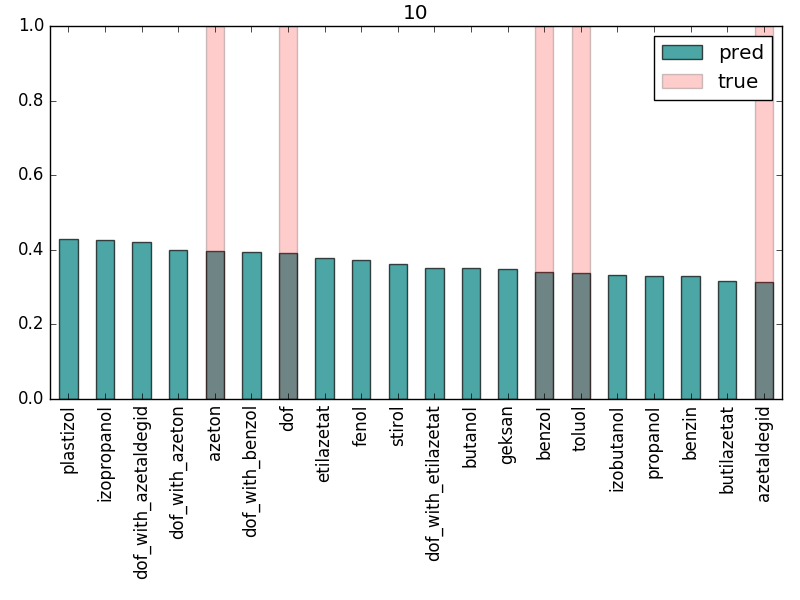 10
1.0
0.8
0.6
0.4
0.2
0.0
pred
true
plastizol
izopropanol
dof_with_azetaldegid
dof_with_azeton
azeton
dof_with_benzol
dof
etilazetat
fenol
stirol
dof_with_etilazetat
butanol
geksan
benzol
toluol
izobutanol
propanol
benzin
butilazetat
azetaldegid